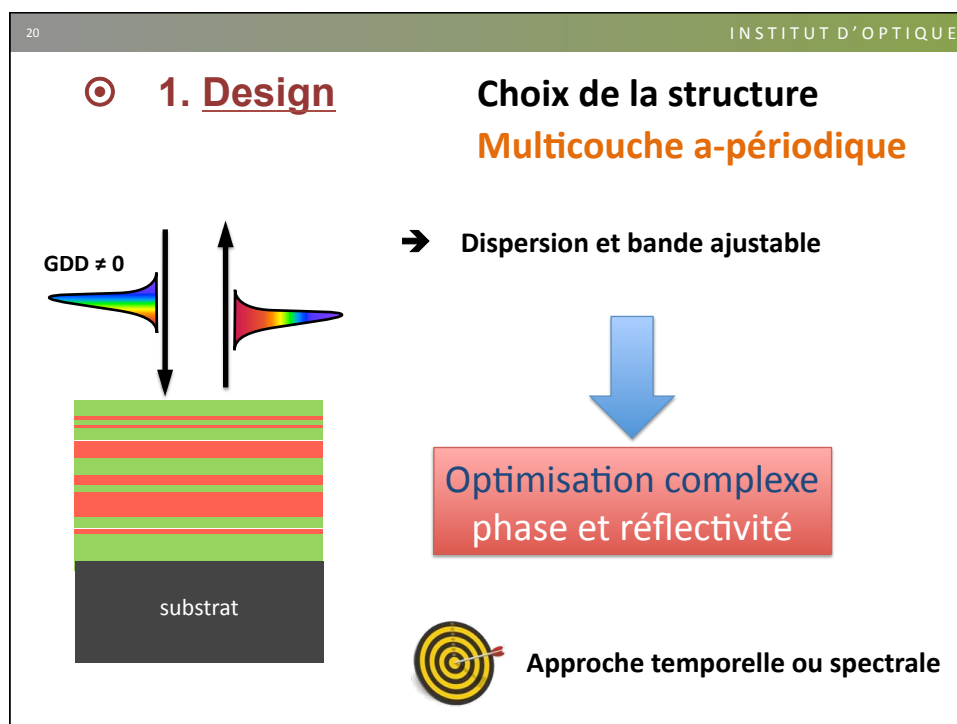 20
INSTITUT D'OPTIQUE
1. Design
Choix de la structure
Multicouche a-périodique
➔ Dispersion et bande ajustable
GDD ≠ 0
Optimisation complexe
phase et réflectivité
substrat
Approche temporelle ou spectrale